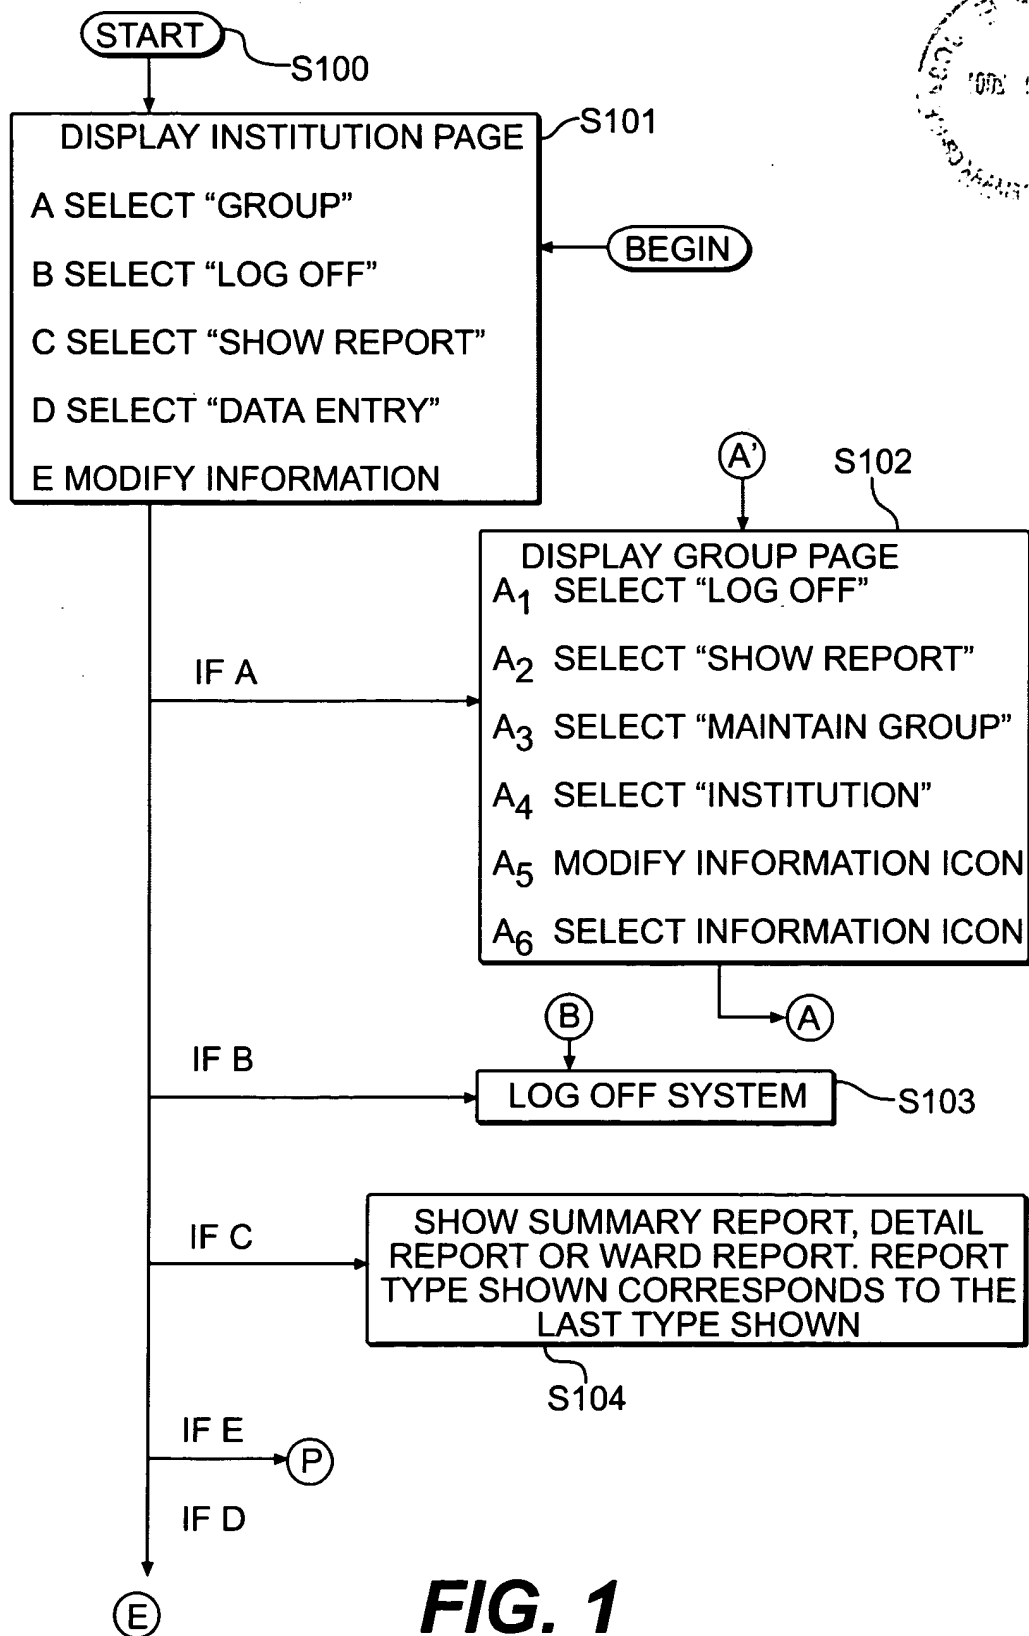 START
S100
S101
DISPLAY INSTITUTION PAGE
A SELECT “GROUP”
B SELECT “LOG OFF”
C SELECT “SHOW REPORT”
D SELECT “DATA ENTRY”
E MODIFY INFORMATION
BEGIN
A'
S102
DISPLAY GROUP PAGE
A1 SELECT “LOG OFF”
A2 SELECT “SHOW REPORT”
A3 SELECT “MAINTAIN GROUP”
A4 SELECT “INSTITUTION”
A5 MODIFY INFORMATION ICON
A6 SELECT INFORMATION ICON
IF A
A
B
IF B
LOG OFF SYSTEM
S103
IF C
SHOW SUMMARY REPORT, DETAIL
REPORT OR WARD REPORT. REPORT
TYPE SHOWN CORRESPONDS TO THE
LAST TYPE SHOWN
S104
IF E
P
IF D
E
FIG. 1